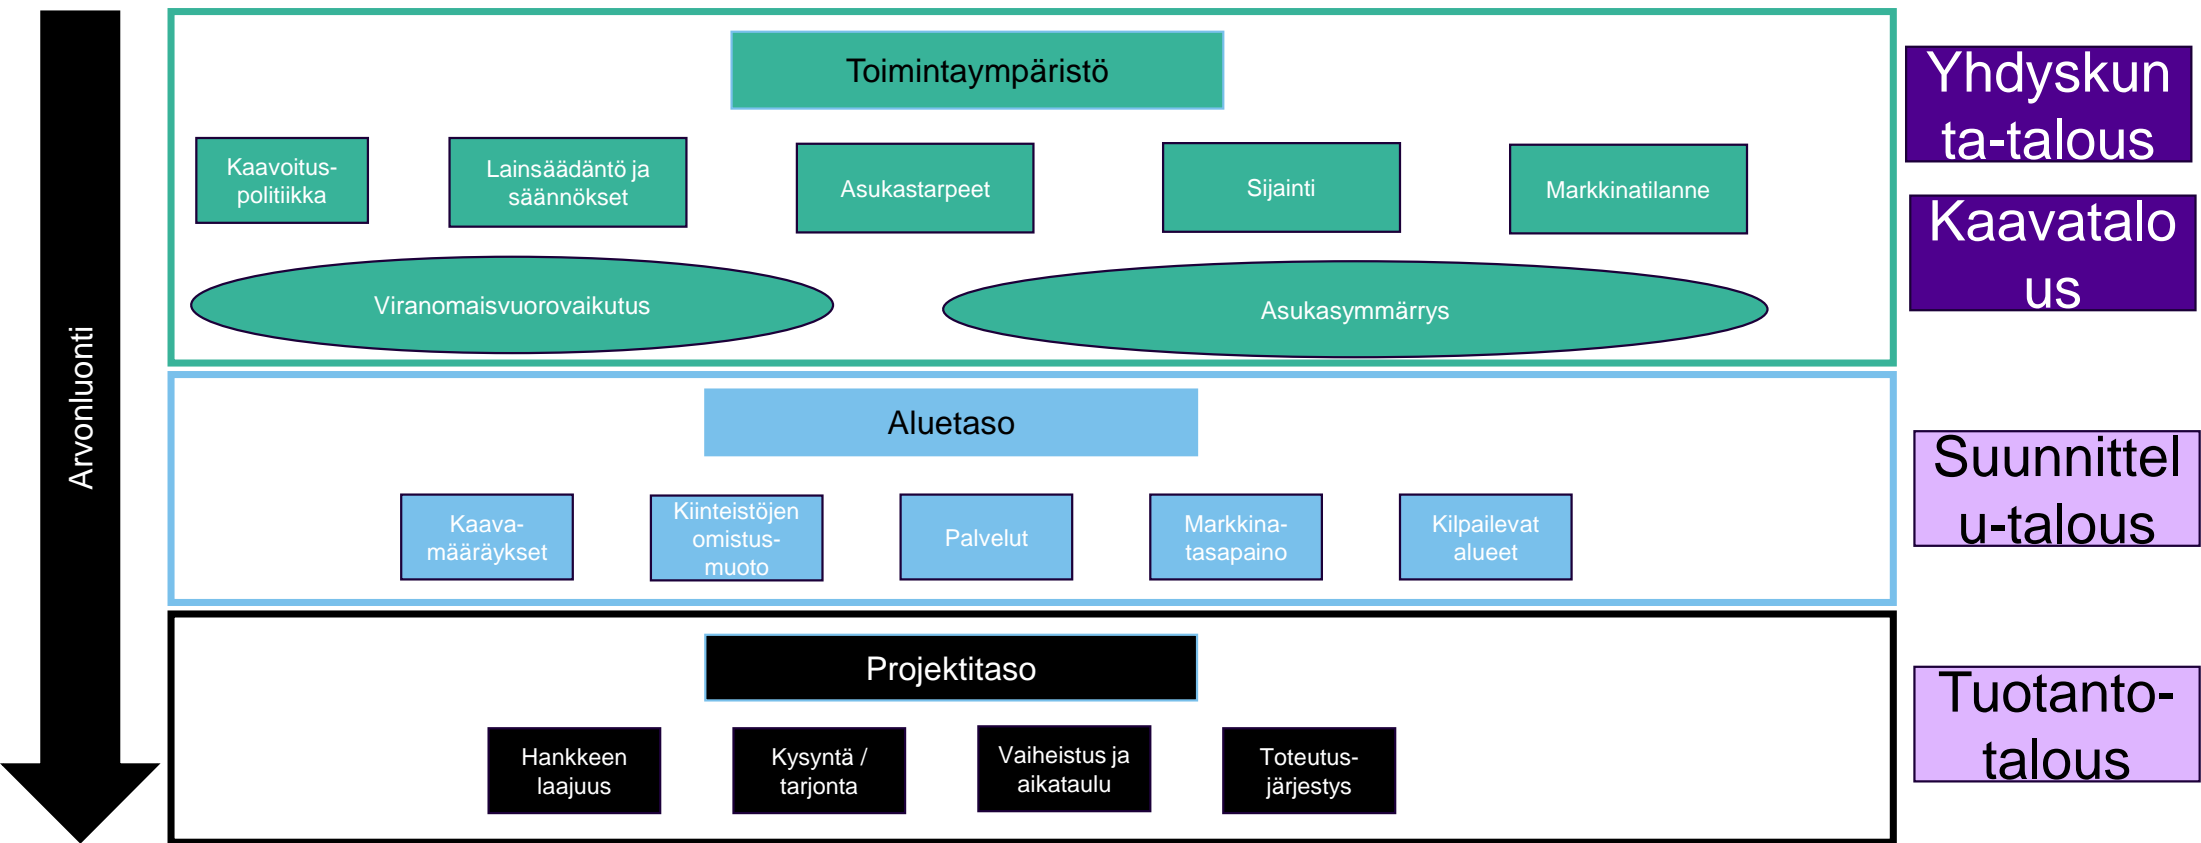 Arvonluonti
Toimintaympäristö
Kaavoitus-
politiikka
Lainsäädäntö ja
säännökset
Asukastarpeet
Sijainti
Markkinatilanne
Viranomaisvuorovaikutus
Asukasymmärrys
Yhdyskun
ta-talous
Kaavatalo
us
Aluetaso
Kaava-
määräykset
Kiinteistöjen
omistus-
muoto
Palvelut
Markkina-
tasapaino
Kilpailevat
alueet
Suunnittel
u-talous
Projektitaso
Hankkeen
laajuus
Kysyntä /
tarjonta
Vaiheistus ja
aikataulu
Toteutus-
järjestys
Tuotanto-
talous